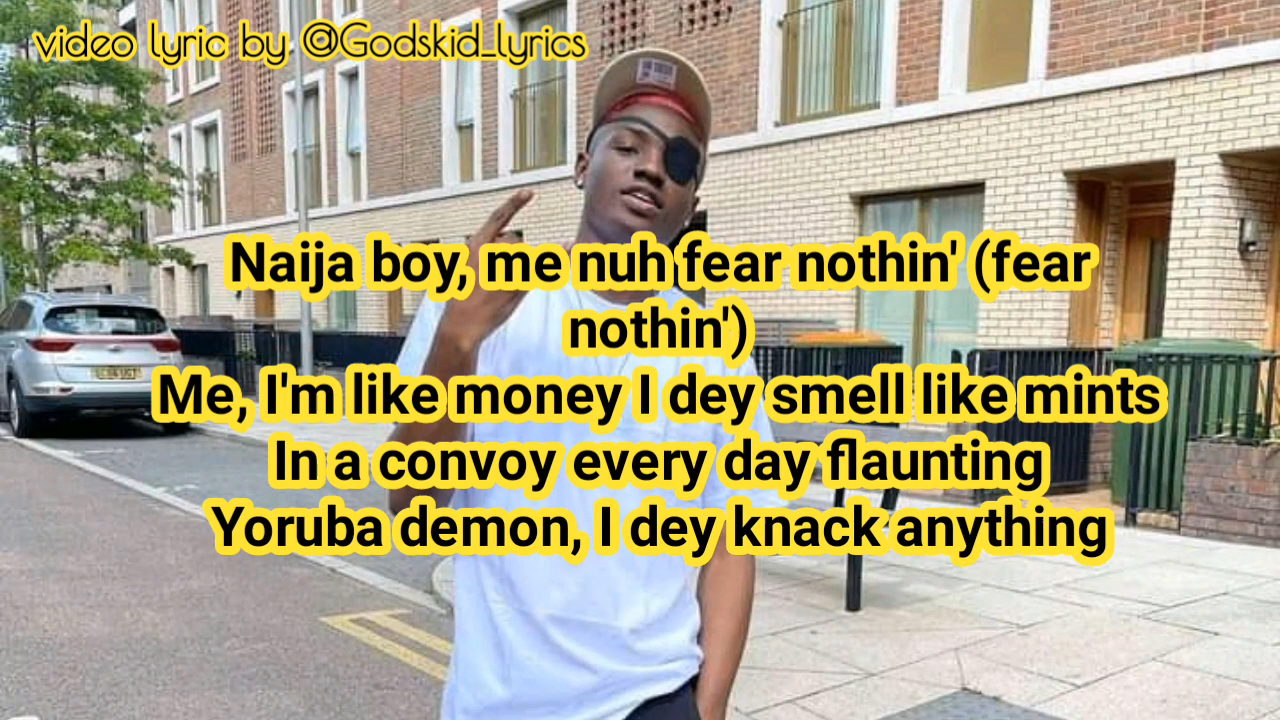 video lyric by @Godskid_lyrics
Naija boy, me nuh fear nothin' (fear
nothin')
Me, I'm like money I dey smell like mints
In a convoy every day flaunting
Yoruba demon, I dey knack anything